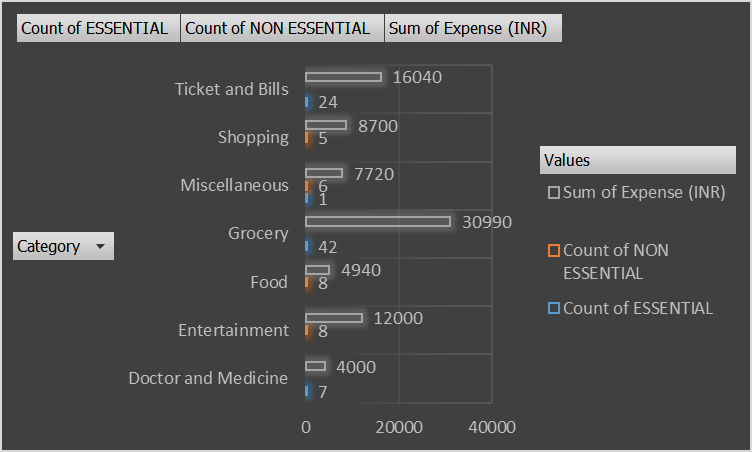 Count of ESSENTIAL Count of NON ESSENTIAL Sum of Expense (INR)
Ticket and Bills 16040
24
Shopping 8700
5
Miscellaneous 7720
6
1
Grocery 30990
42
Food 4940
8
Entertainment 12000
8
Doctor and Medicine 4000
7
0 20000 40000
Category
Values
Sum of Expense (INR)
Count of NON
ESSENTIAL
Count of ESSENTIAL